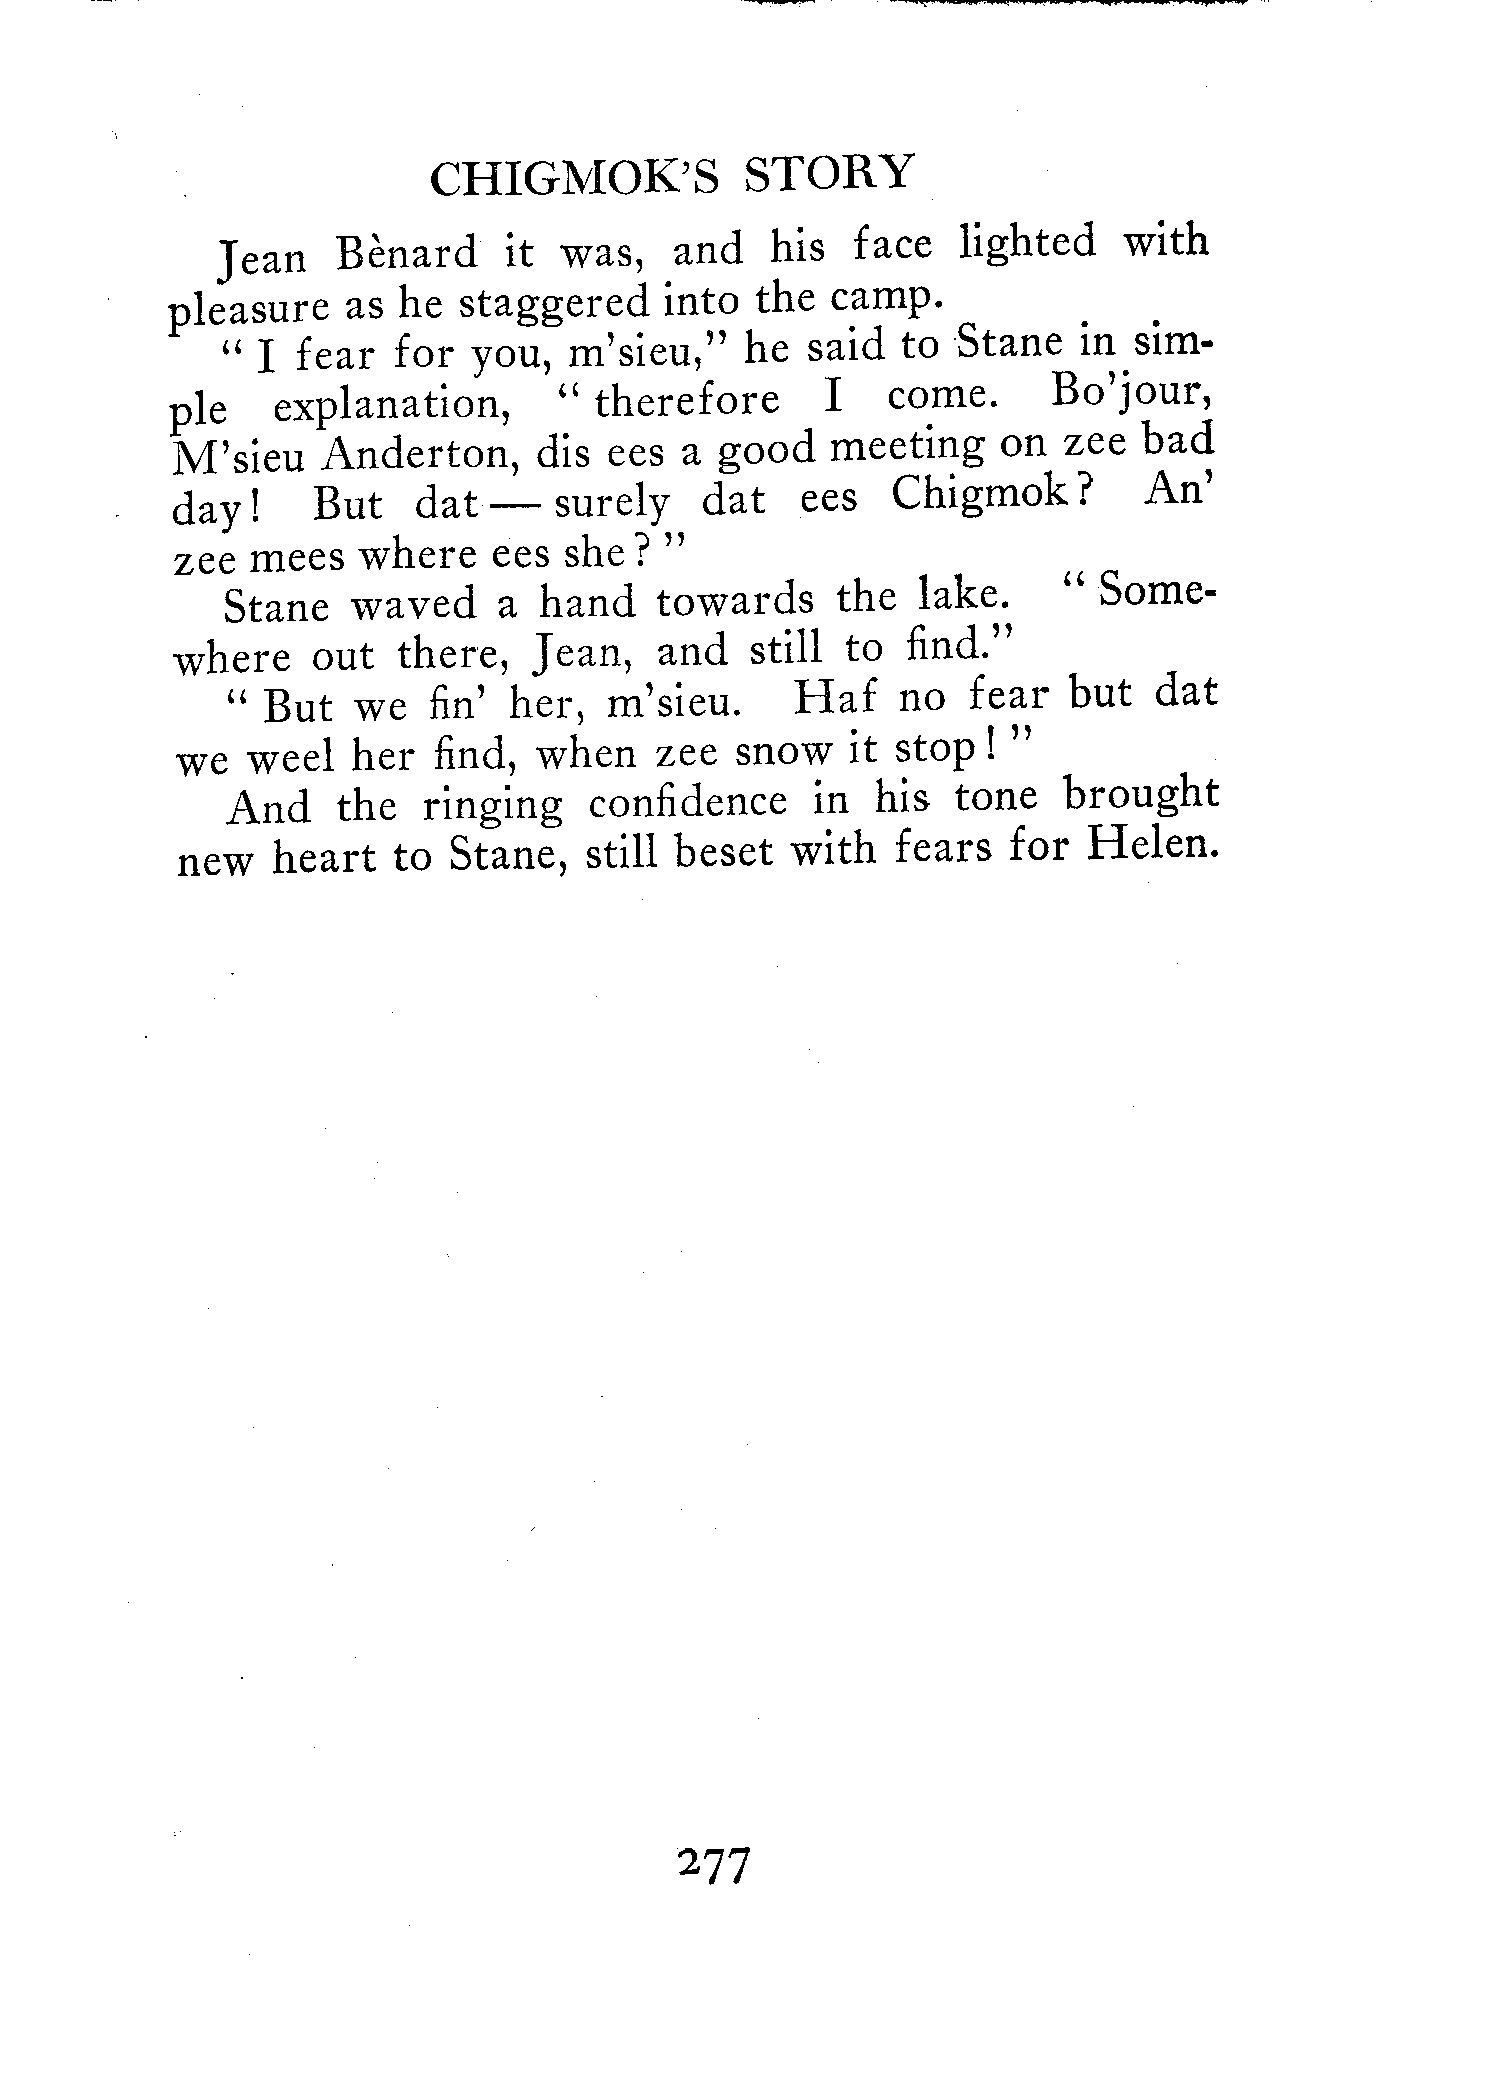 CHIGMOK'S STORY
Jean Bènard it was, and his face lighted with
pleasure as he staggered into the camp.
" I fear for you, m'sieu," he said to Stane in sim-
ple explanation, " therefore I come. Bo'jour,
M'sieu Anderton, dis ees a good meeting on zee bad
day! But dat — surely dat ees Chigmok? An'
zee mees where ees she? "
Stane waved a hand towards the lake. " Some-
where out there, Jean, and still to find."
" But we fin' her, m'sieu. Haf no fear but dat
we weel her find, when zee snow it stop! "
And the ringing confidence in his tone brought
new heart to Stane, still beset with fears for Helen.
277